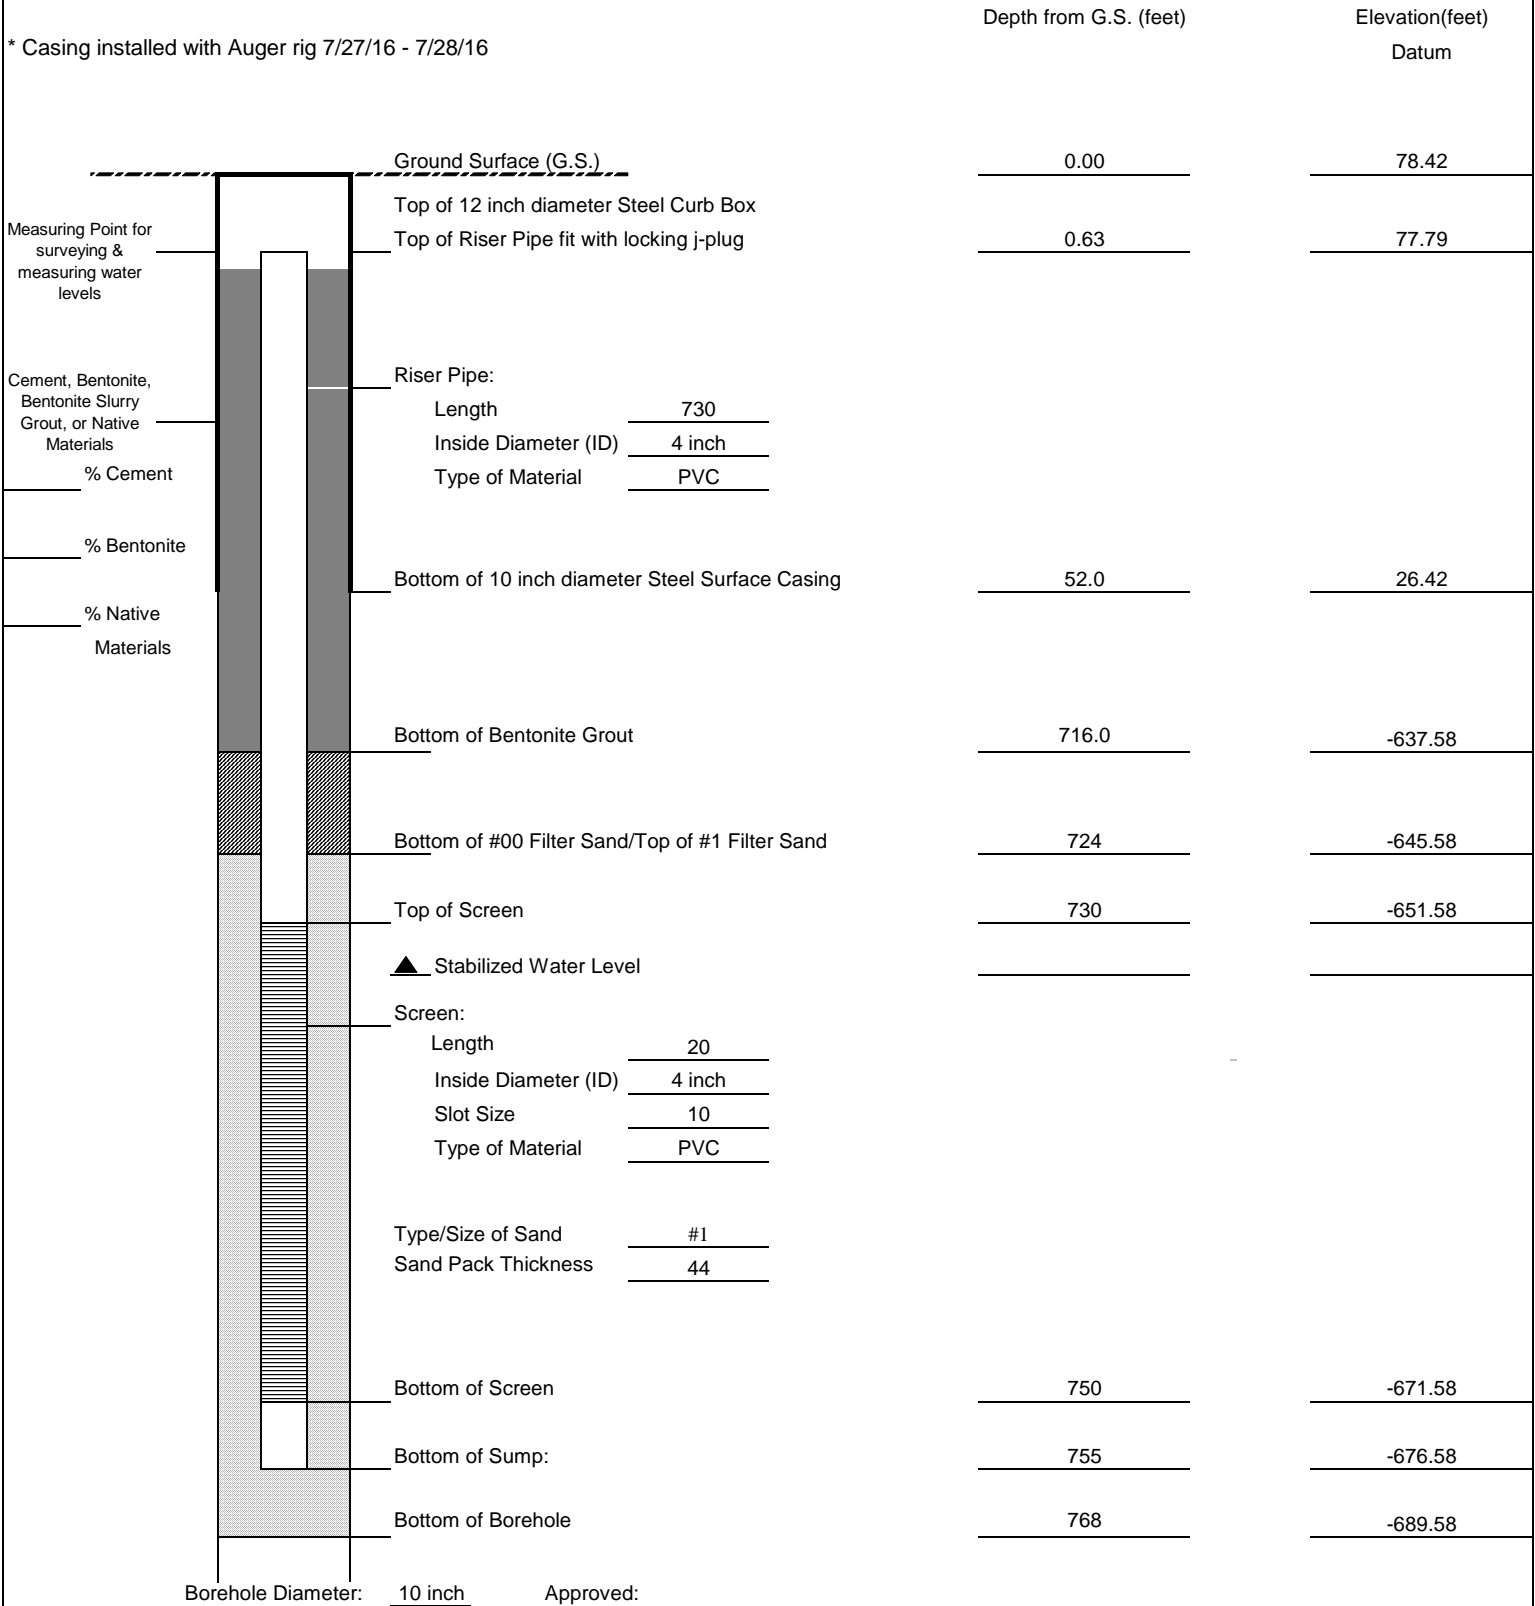 Depth from G.S. (feet) Elevation(feet)
* Casing installed with Auger rig 7/27/16 - 7/28/16 Datum
Ground Surface (G.S.) 0.00 78.42
Top of 12 inch diameter Steel Curb Box
Measuring Point for
surveying &
measuring water
levels
Top of Riser Pipe fit with locking j-plug 0.63 77.79
Cement, Bentonite,
Bentonite Slurry
Grout, or Native
Materials
Riser Pipe:
Length 730
Inside Diameter (ID) 4 inch
Type of Material PVC
% Cement
% Bentonite
Bottom of 10 inch diameter Steel Surface Casing 52.0 26.42
% Native
Materials
Bottom of Bentonite Grout 716.0 -637.58
Bottom of #00 Filter Sand/Top of #1 Filter Sand 724 -645.58
Top of Screen 730 -651.58
Stabilized Water Level
Screen:
Length 20
Inside Diameter (ID) 4 inch
Slot Size 10
Type of Material PVC
Type/Size of Sand #1
Sand Pack Thickness 44
Bottom of Screen 750 -671.58
Bottom of Sump: 755 -676.58
Bottom of Borehole 768 -689.58
Borehole Diameter: 10 inch Approved: